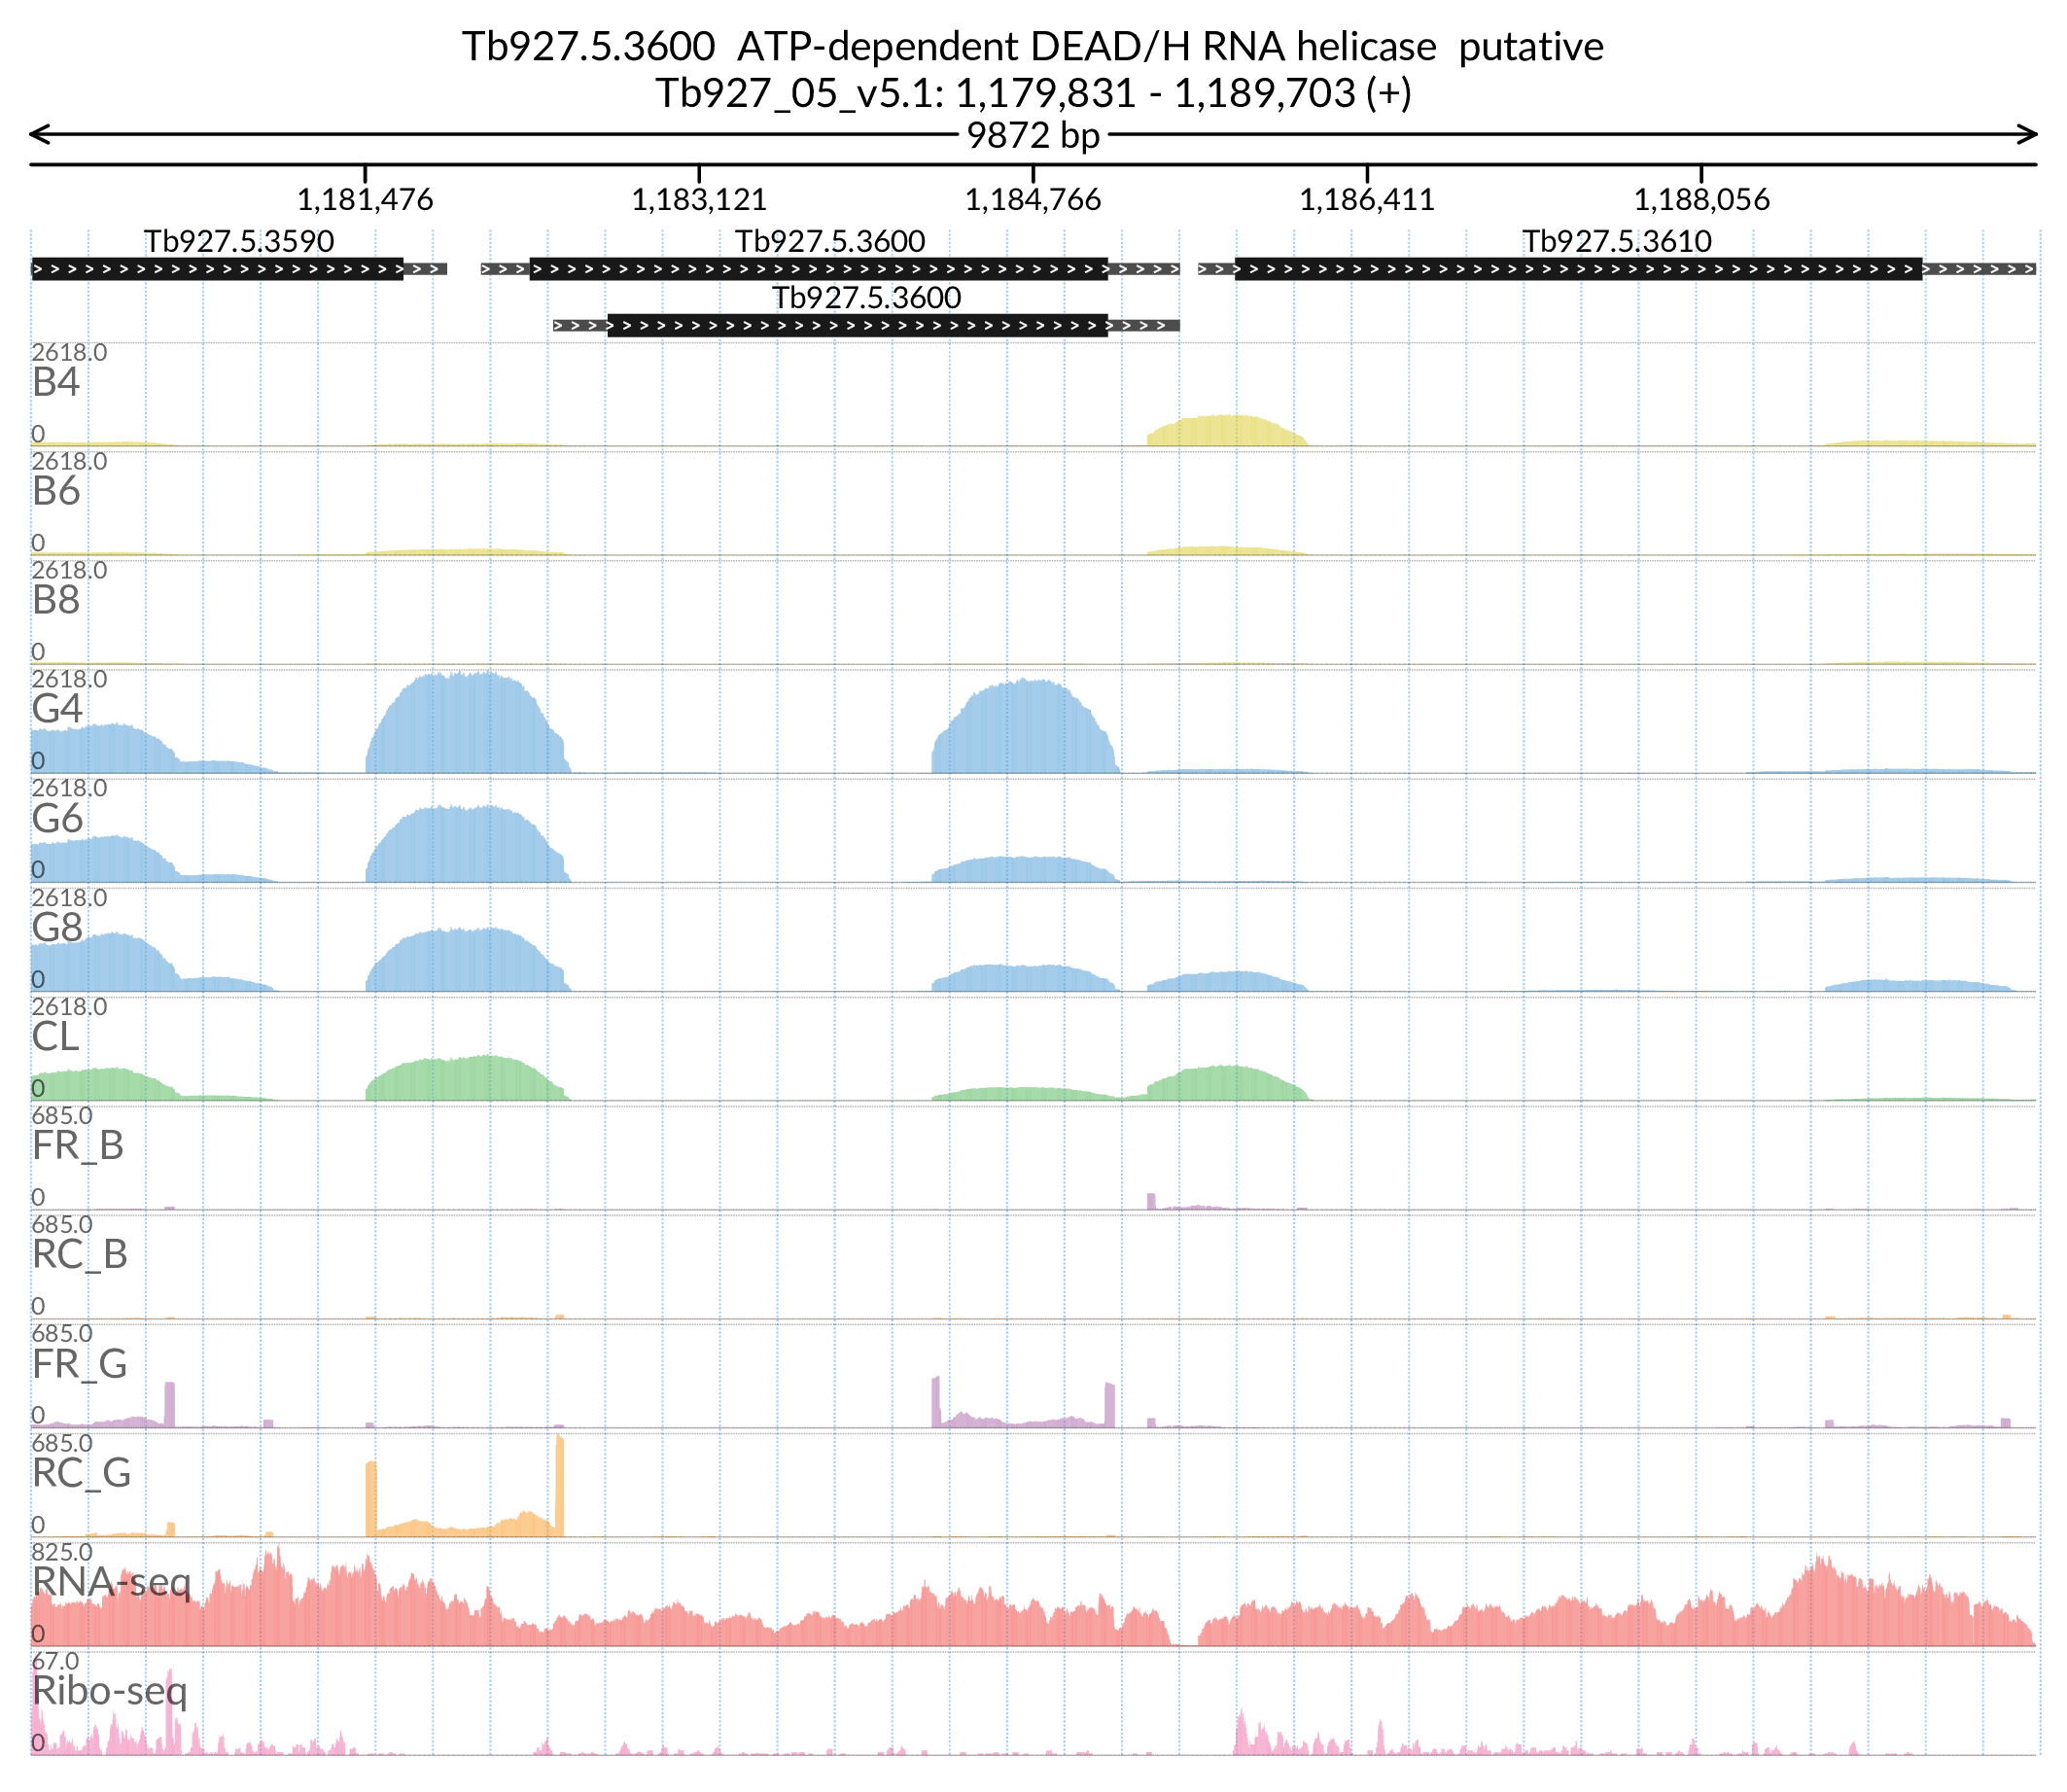 Tb927.5.3600  ATP-dependent DEAD/H RNA helicase  putative
Tb927_05_v5.1: 1,179,831 - 1,189,703 (+)
9872 bp
1,181,476 1,183,121 1,184,766 1,186,411 1,188,056
Tb927.5.3590 Tb927.5.3600 Tb927.5.3610
Tb927.5.3600
2618.0
B4
0
2618.0
B6
0
2618.0
B8
0
2618.0
G4
0
2618.0
G6
0
2618.0
G8
0
2618.0
CL
0
685.0
FR_B
0
685.0
RC_B
0
685.0
FR_G
0
685.0
RC_G
0
825.0
RNA-seq
0
67.0
Ribo-seq
0